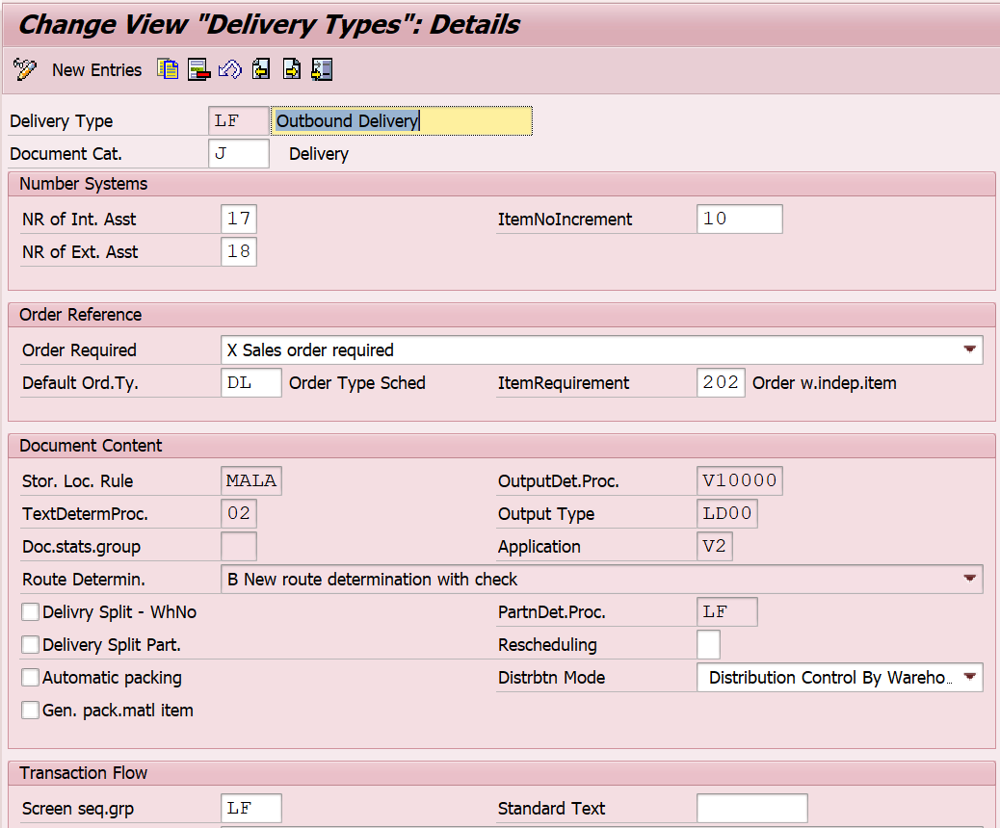 Change View "Delivery Types": Details
New Entries
Delivery Type LF Outbound Delivery
Document Cat. J Delivery
Number Systems
NR of Int. Asst 17 ItemNoIncrement 10
NR of Ext. Asst 18
Order Reference
Order Required X Sales order required
Default Ord.Ty. DL Order Type Sched ItemRequirement 202 Order w.indep.item
Document Content
Stor. Loc. Rule MALA OutputDet.Proc. V10000
TextDetermProc. 02 Output Type LD00
Doc.stats.group Application V2
Route Determin. B New route determination with check
Delivry Split - WhNo PartnDet.Proc. LF
Delivery Split Part. Rescheduling
Automatic packing Distrbtn Mode Distribution Control By Wareho...
Gen. pack.matl item
Transaction Flow
Screen seq.grp LF Standard Text